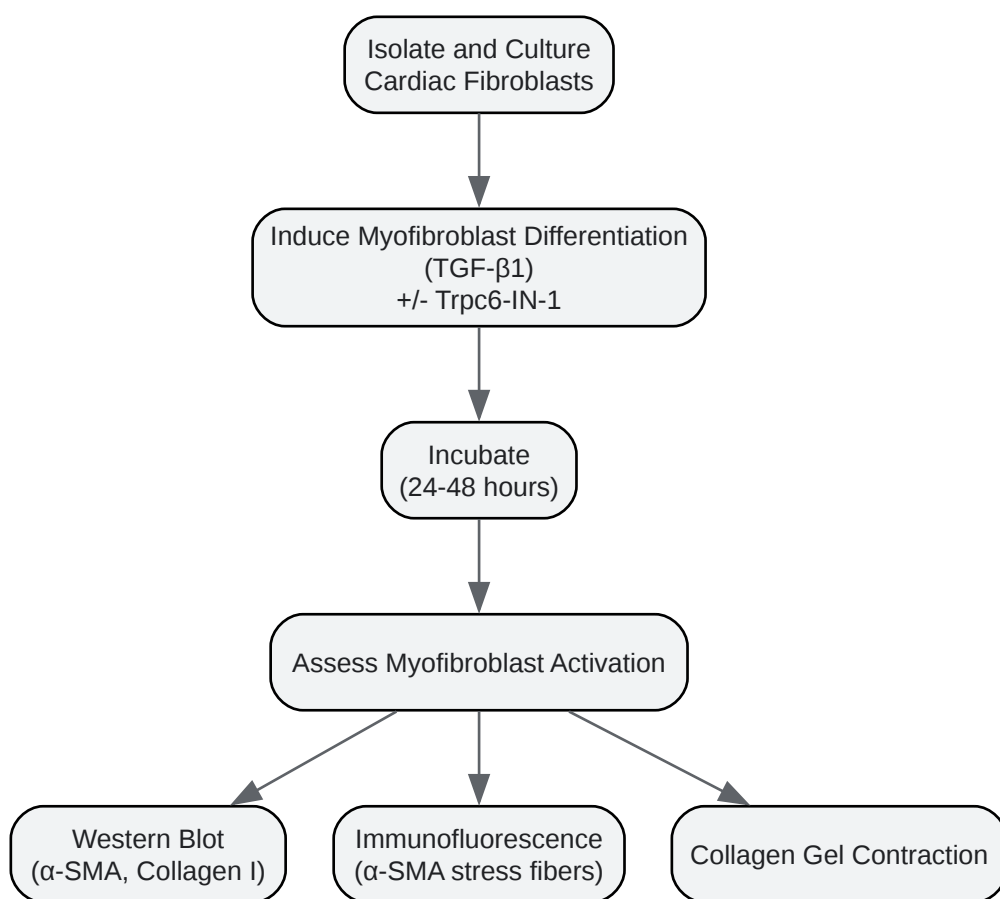 Isolate and Culture
Cardiac Fibroblasts
Induce Myofibroblast Differentiation
(TGF-β1)
+/- Trpc6-IN-1
Incubate
(24-48 hours)
Assess Myofibroblast Activation
Western Blot
(α-SMA, Collagen I)
Immunofluorescence
(α-SMA stress fibers)
Collagen Gel Contraction